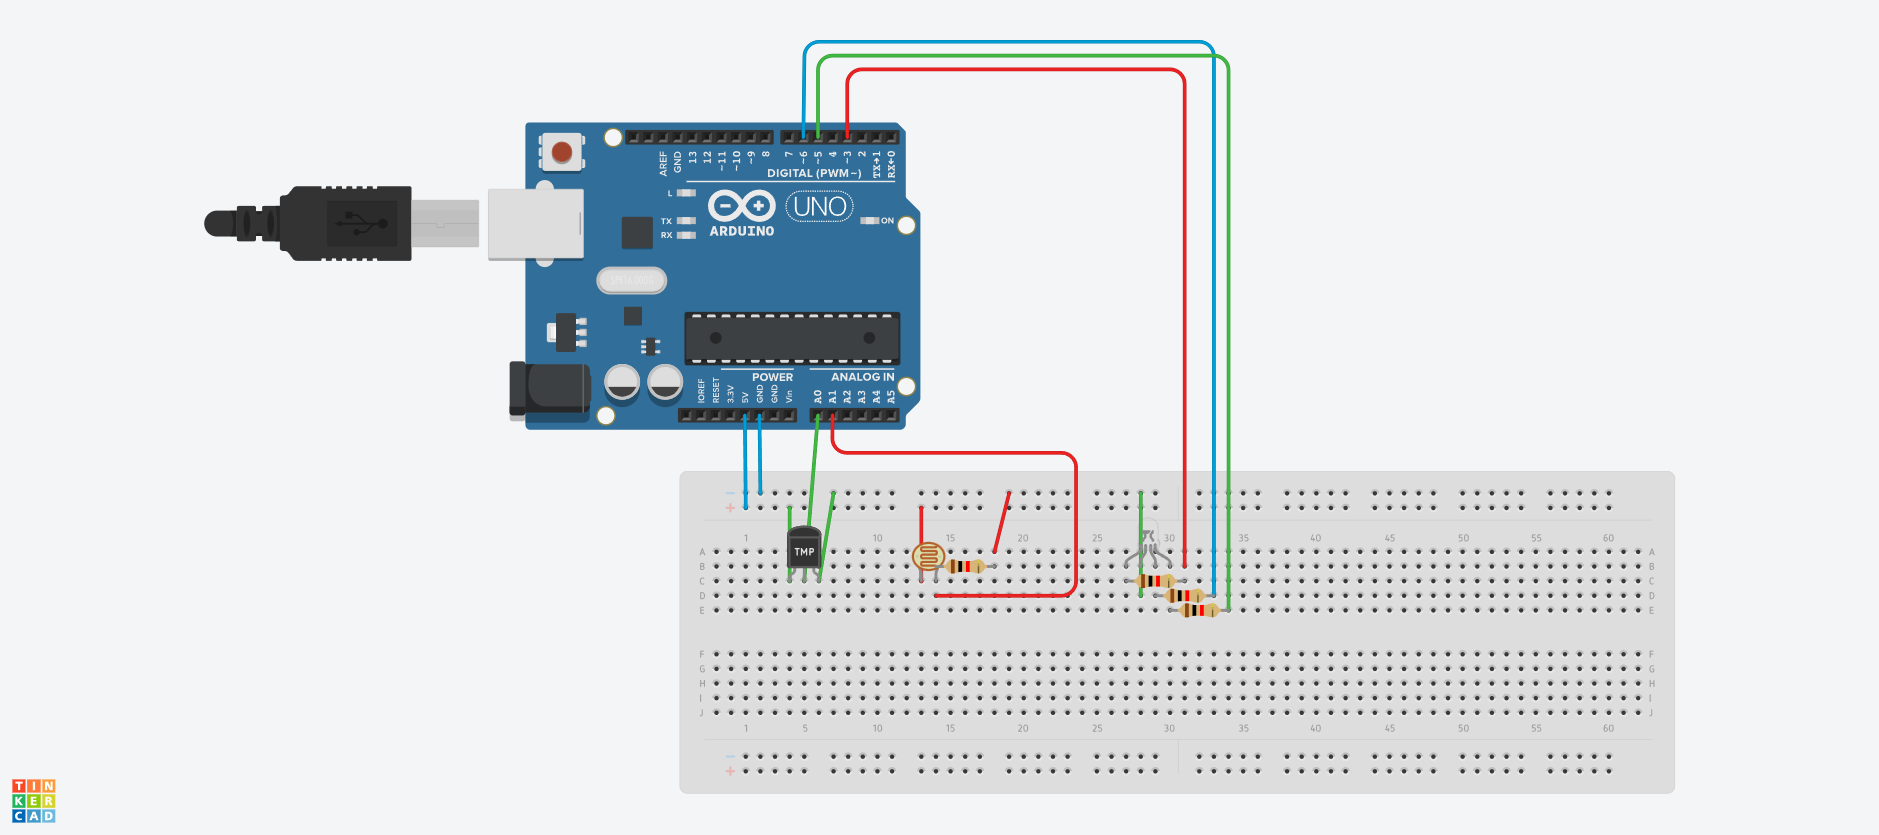 AREF GND 13 12 ~11 ~10 ~9 8 7 ~6 ~5 4 ~3 2 TX→1 RX←0
DIGITAL (PWM~)
L
TX
RX
ARDUINO
UNO
ON
POWER
ANALOG IN
IOREF RESET 3.3V 5V GND GND Vin A0 A1 A2 A3 A4 A5
−
+
1 10 15 20 25 30 35 40 45 50 55 60
TMP
A A
B B
C C
D D
E E
F F
G G
H H
I I
J J
1 5 10 15 20 25 30 35 40 45 50 55 60
−
+
TIN
KER
CAD